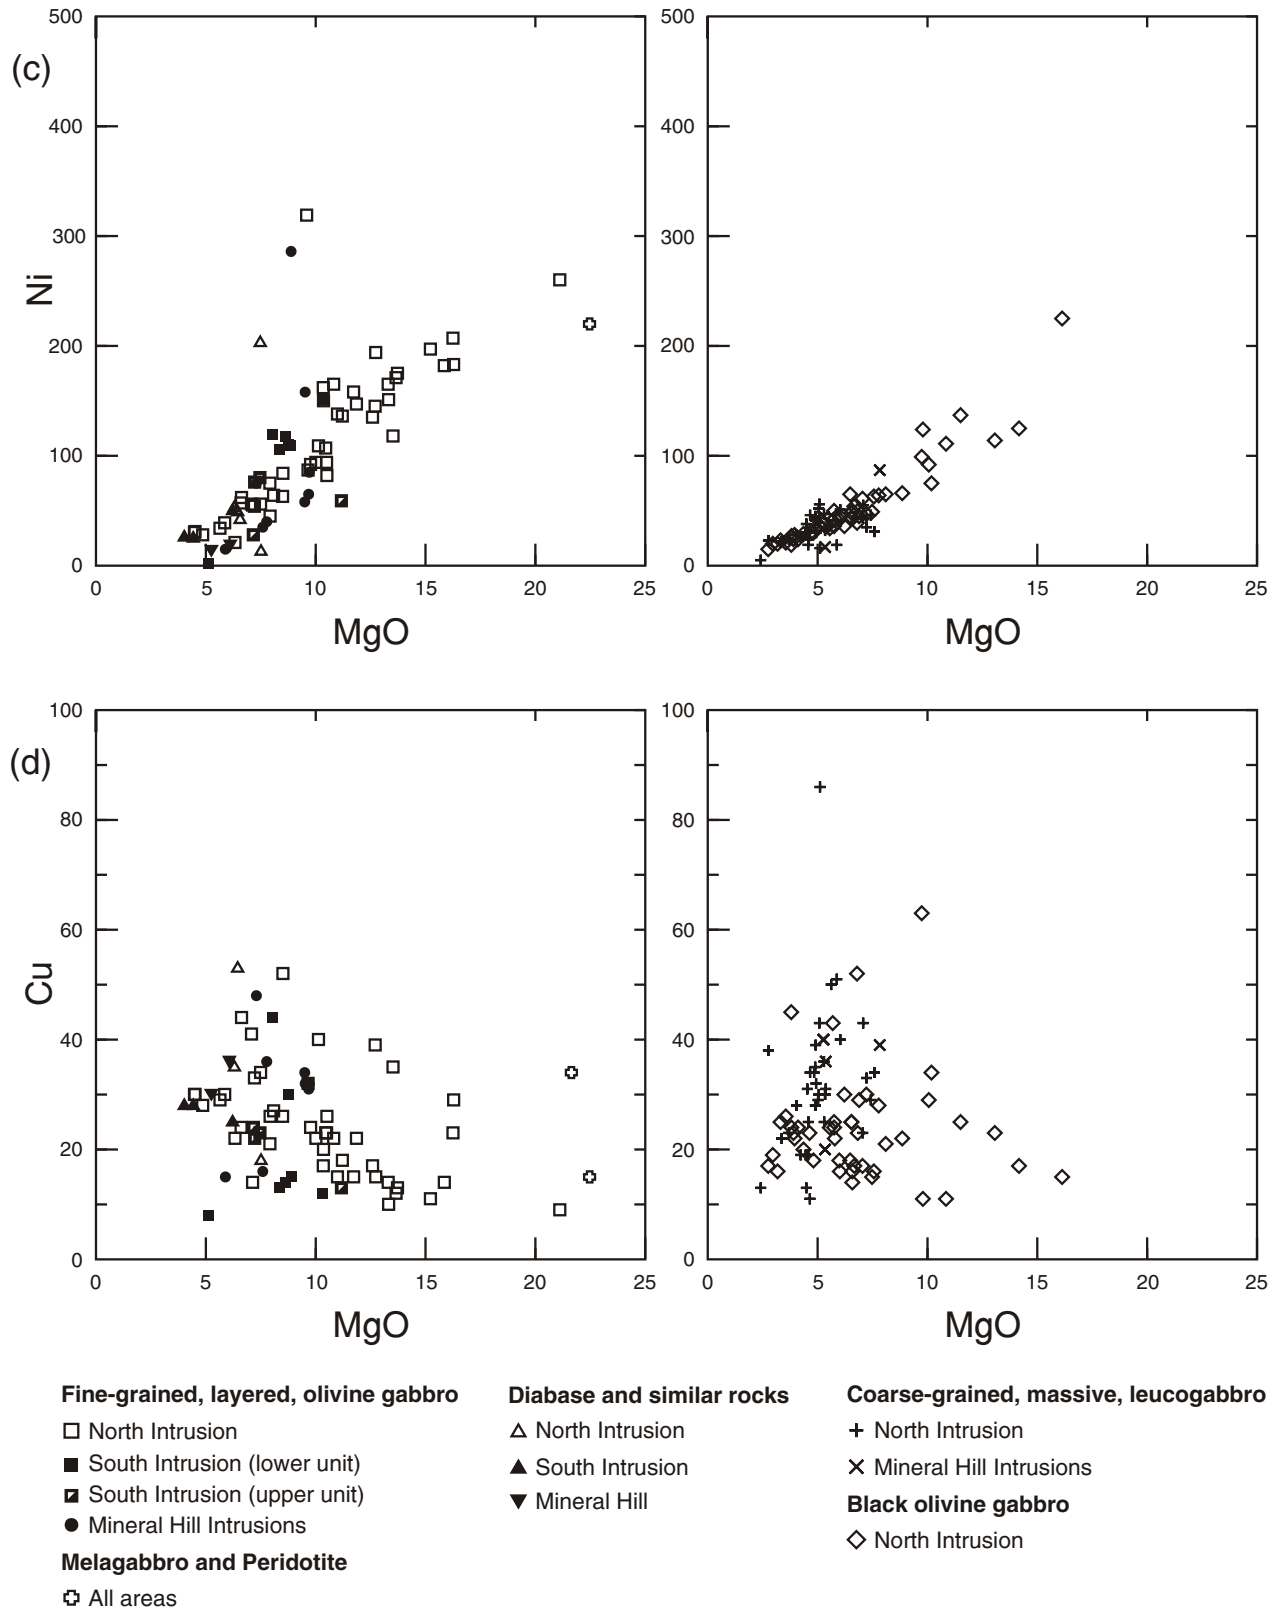 (c)
500
400
300
200
100
0
Ni
0 5 10 15 20 25
MgO
500
400
300
200
100
0
0 5 10 15 20 25
MgO
(d)
100
80
60
40
20
0
Cu
0 5 10 15 20 25
MgO
100
80
60
40
20
0
0 5 10 15 20 25
MgO
Fine-grained, layered, olivine gabbro
North Intrusion
South Intrusion (lower unit)
South Intrusion (upper unit)
Mineral Hill Intrusions
Melagabbro and Peridotite
All areas
Diabase and similar rocks
North Intrusion
South Intrusion
Mineral Hill
Coarse-grained, massive, leucogabbro
North Intrusion
Mineral Hill Intrusions
Black olivine gabbro
North Intrusion